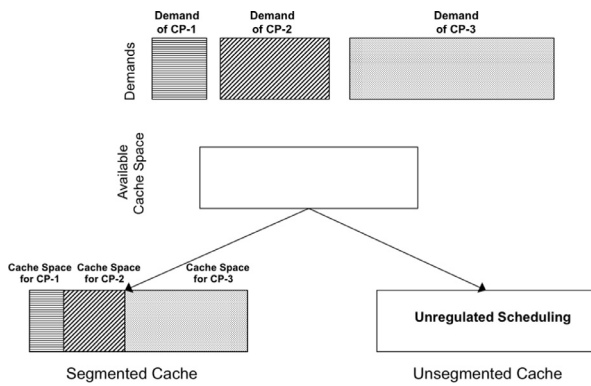 Demand
of CP-1
Demand
of CP-2
Demand
of CP-3
Demands
Available
Cache Space
Cache Space
for CP-1
Cache Space
for CP-2
Cache Space
for CP-3
Unregulated Scheduling
Segmented Cache
Unsegmented Cache